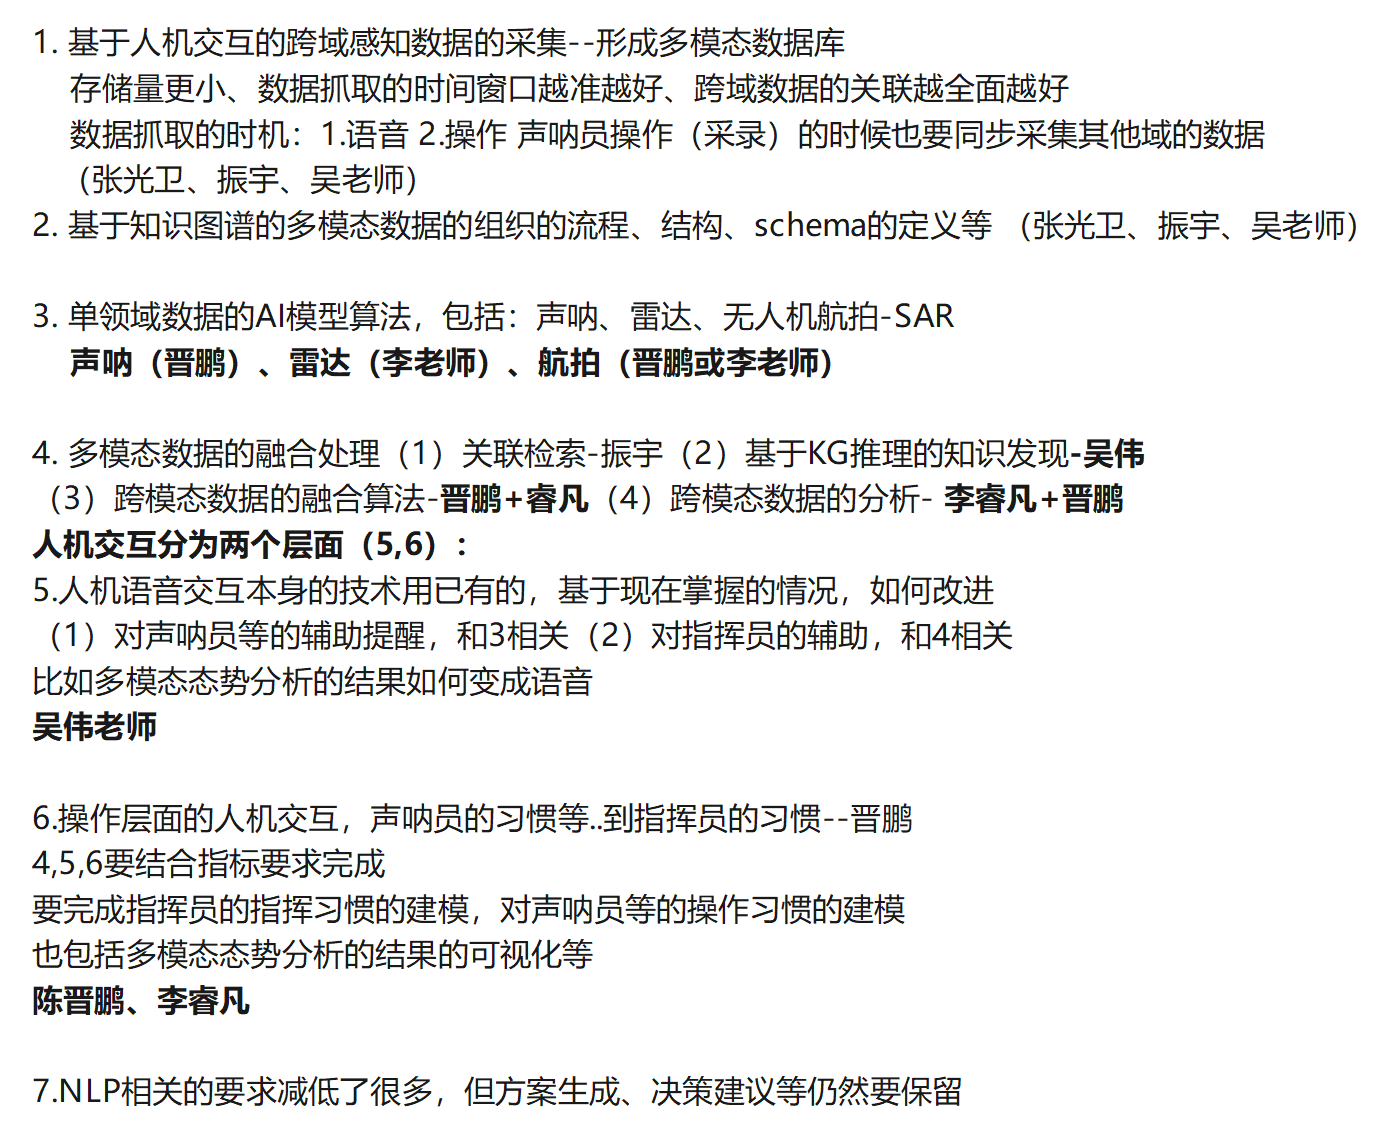 1. 基于人机交互的跨域感知数据的采集--形成多模态数据库
存储量更小、数据抓取的时间窗口越准越好、跨域数据的关联越全面越好
数据抓取的时机：1.语音 2.操作 声呐员操作（采录）的时候也要同步采集其他域的数据
（张光卫、振宇、吴老师）
2. 基于知识图谱的多模态数据的组织的流程、结构、schema的定义等 （张光卫、振宇、吴老师）
3. 单领域数据的AI模型算法，包括：声呐、雷达、无人机航拍-SAR
声呐（晋鹏）、雷达（李老师）、航拍（晋鹏或李老师）
4. 多模态数据的融合处理（1）关联检索-振宇（2）基于KG推理的知识发现-吴伟
（3）跨模态数据的融合算法-晋鹏+睿凡（4）跨模态数据的分析- 李睿凡+晋鹏
人机交互分为两个层面（5,6）：
5.人机语音交互本身的技术用已有的，基于现在掌握的情况，如何改进
（1）对声呐员等的辅助提醒，和3相关（2）对指挥员的辅助，和4相关
比如多模态态势分析的结果如何变成语音
吴伟老师
6.操作层面的人机交互，声呐员的习惯等..到指挥员的习惯--晋鹏
4,5,6要结合指标要求完成
要完成指挥员的指挥习惯的建模，对声呐员等的操作习惯的建模
也包括多模态态势分析的结果的可视化等
陈晋鹏、李睿凡
7.NLP相关的要求减低了很多，但方案生成、决策建议等仍然要保留